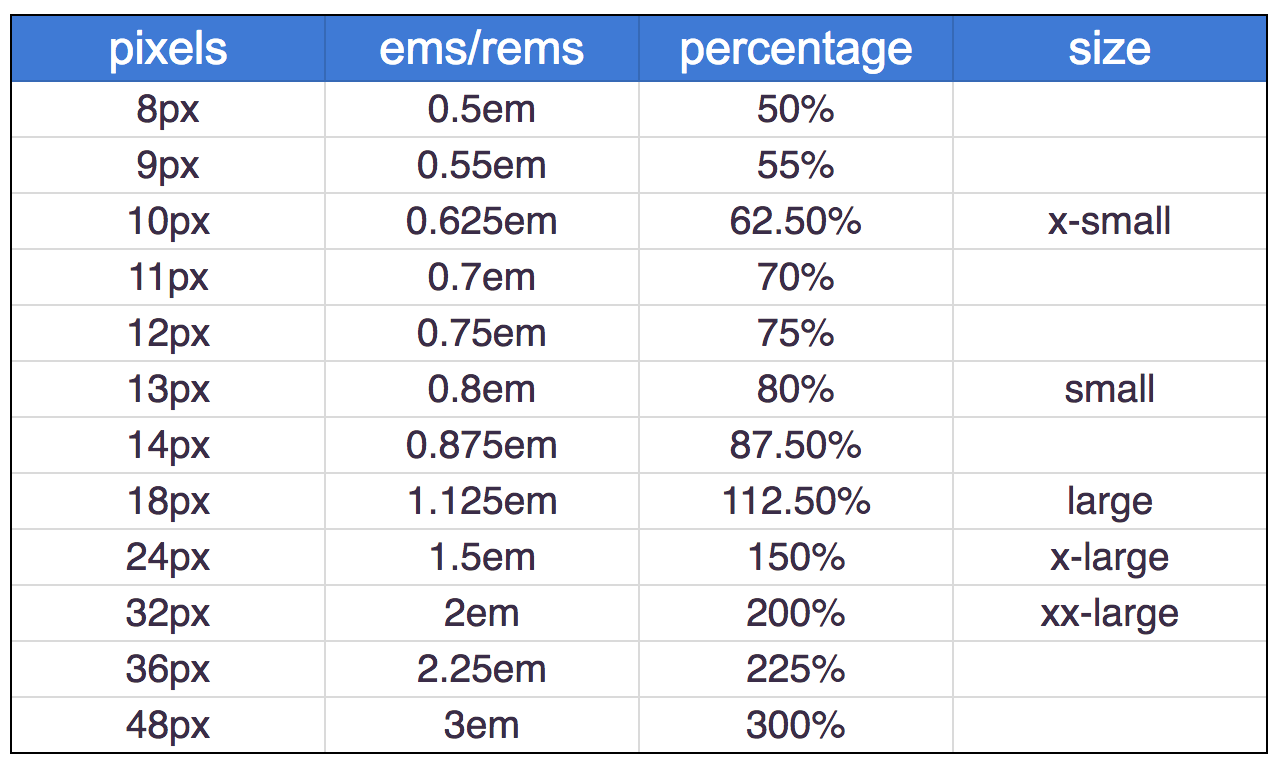 pixels ems/rems percentage size
8px 0.5em 50%
9px 0.55em 55%
10px 0.625em 62.50% x-small
11px 0.7em 70%
12px 0.75em 75%
13px 0.8em 80% small
14px 0.875em 87.50%
18px 1.125em 112.50% large
24px 1.5em 150% x-large
32px 2em 200% xx-large
36px 2.25em 225%
48px 3em 300%